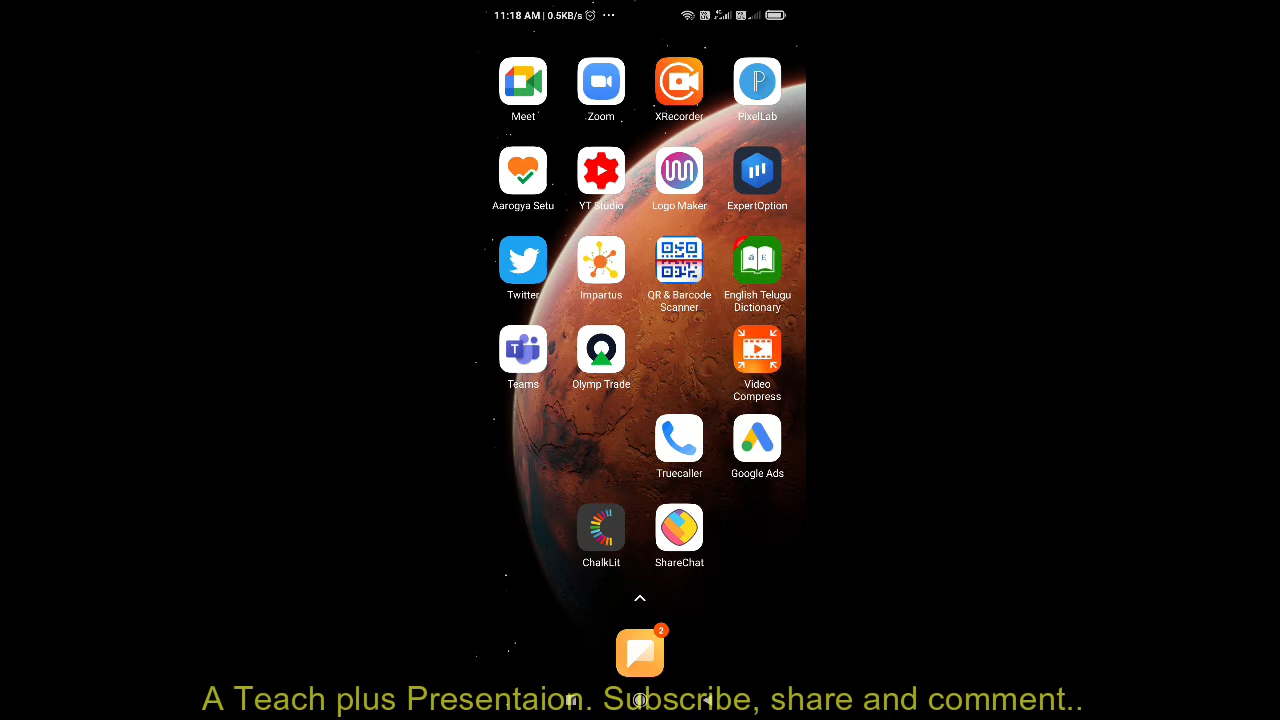 11:18 AM | 0.5KB/s
Meet Zoom XRecorder PixelLab
Aarogya Setu YT Studio Logo Maker ExpertOption
Twitter Impartus QR & Barcode Scanner English Telugu Dictionary
Teams Olymp Trade Video Compress
Truecaller Google Ads
ChalkLit ShareChat
2
A Teach plus Presentaion. Subscribe, share and comment..